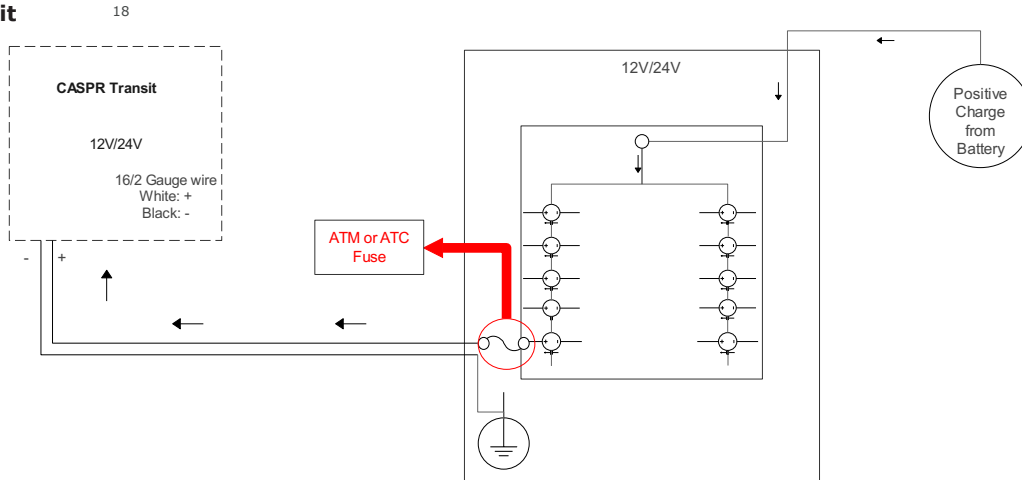 it
18
CASPR Transit
12V/24V
16/2 Gauge wire
White: +
Black: -
- +
ATM or ATC
Fuse
12V/24V
Positive
Charge
from
Battery